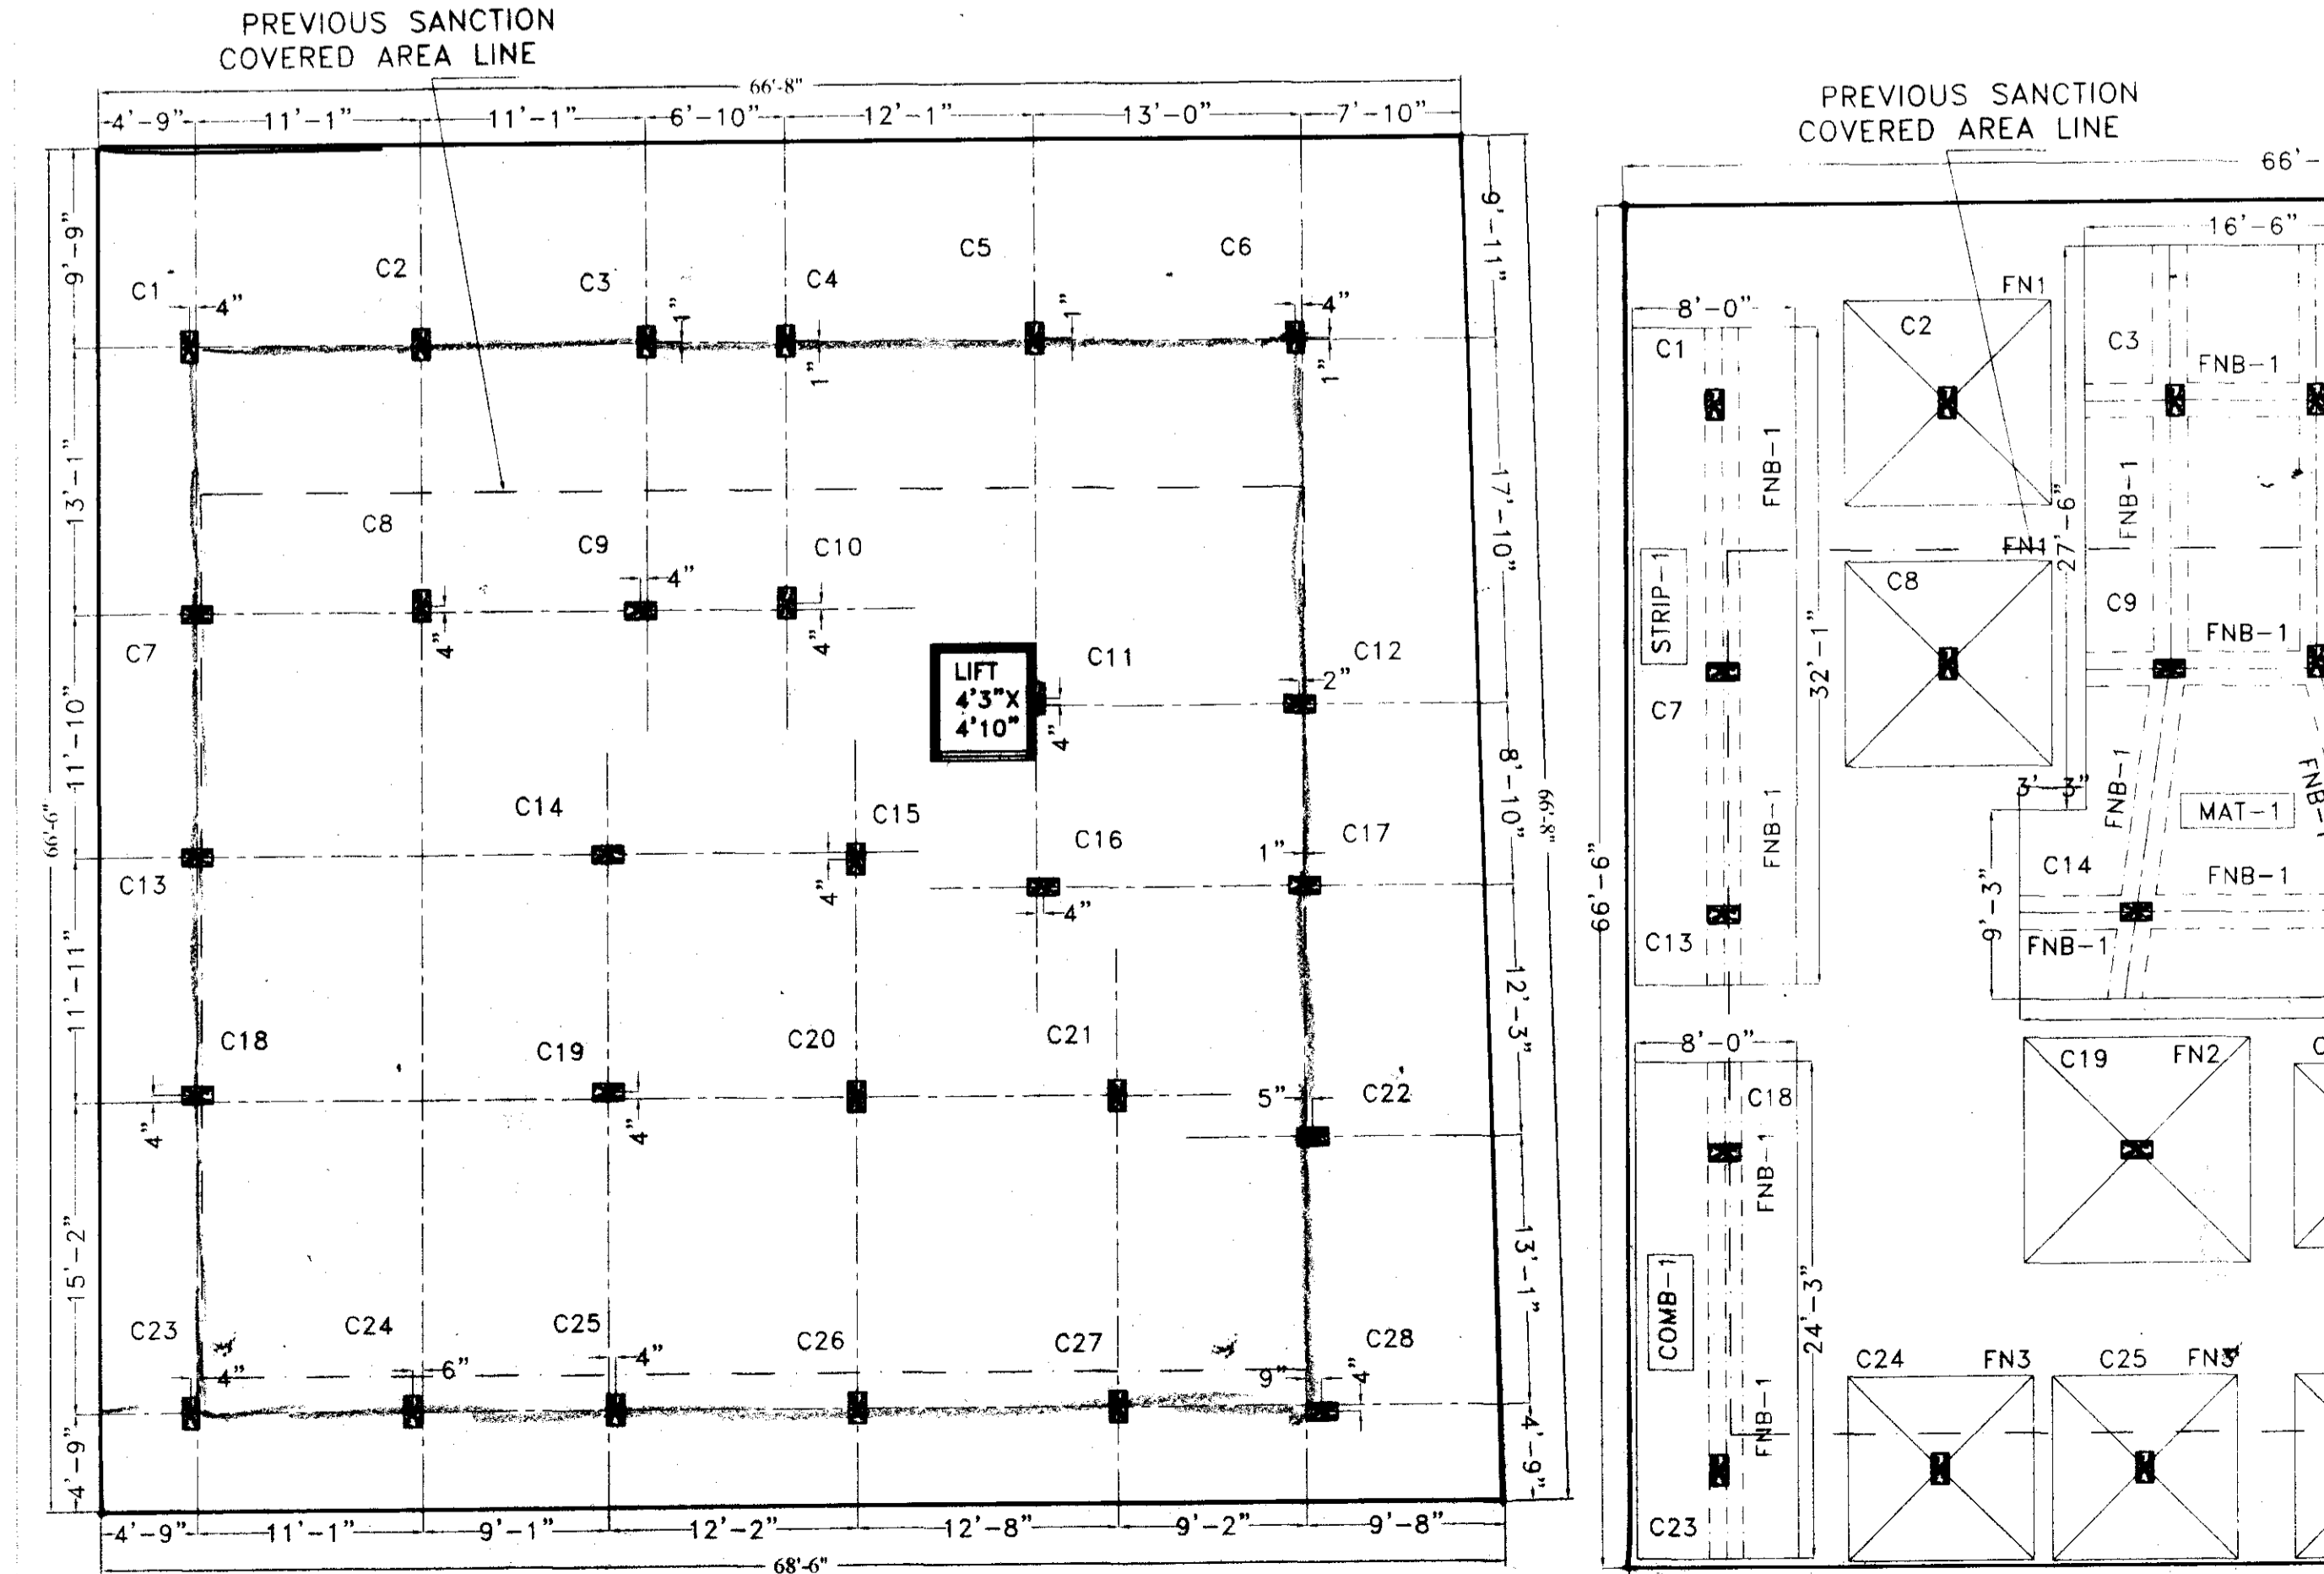 PREVIOUS SANCTION
COVERED AREA LINE
66'-8"
4'-9"
11'-1"
11'-1"
6'-10"
12'-1"
13'-0"
7'-10"
9'-9"
13'-1"
11'-10"
11'-11"
15'-2"
4'-9"
66'-6"
C1
4"
C2
C3
1"
C4
1"
C5
1"
C6
4"
1"
9'-11"
17'-10"
8'-10"
12'-3"
13'-1"
4'-9"
66'-8"
C7
C8
4"
C9
4"
C10
4"
LIFT
4'3"X
4'10"
C11
4"
C12
2"
C13
C14
C15
4"
C16
4"
C17
1"
C18
4"
C19
4"
C20
C21
C22
5"
C23
4"
C24
6"
C25
4"
C26
C27
C28
9"
4"
4'-9"
11'-1"
9'-1"
12'-2"
12'-8"
9'-2"
9'-8"
68'-6"
PREVIOUS SANCTION
COVERED AREA LINE
66'-
16'-6"
8'-0"
C1
FNB-1
STRIP-1
C7
FNB-1
C13
32'-1"
FN1
C2
FN1
C8
27'-6"
C3
FNB-1
FNB-1
C9
FNB-1
FNB-1
3'-3"
MAT-1
FNB-1
C14
FNB-1
FNB-1
9'-3"
66'-6"
8'-0"
C18
FNB-1
COMB-1
FNB-1
C23
24'-3"
C19
FN2
C24
FN3
C25
FN3